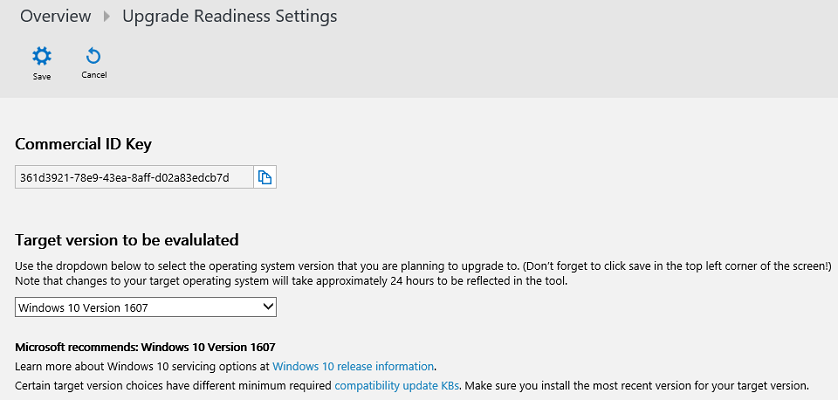 Overview Upgrade Readiness Settings
Save Cancel
Commercial ID Key
361d3921-78e9-43ea-8aff-d02a83edcb7d
Target version to be evalulated
Use the dropdown below to select the operating system version that you are planning to upgrade to. (Don't forget to click save in the top left corner of the screen!)
Note that changes to your target operating system will take approximately 24 hours to be reflected in the tool.
Windows 10 Version 1607
Microsoft recommends: Windows 10 Version 1607
Learn more about Windows 10 servicing options at Windows 10 release information.
Certain target version choices have different minimum required compatibility update KBs. Make sure you install the most recent version for your target version.